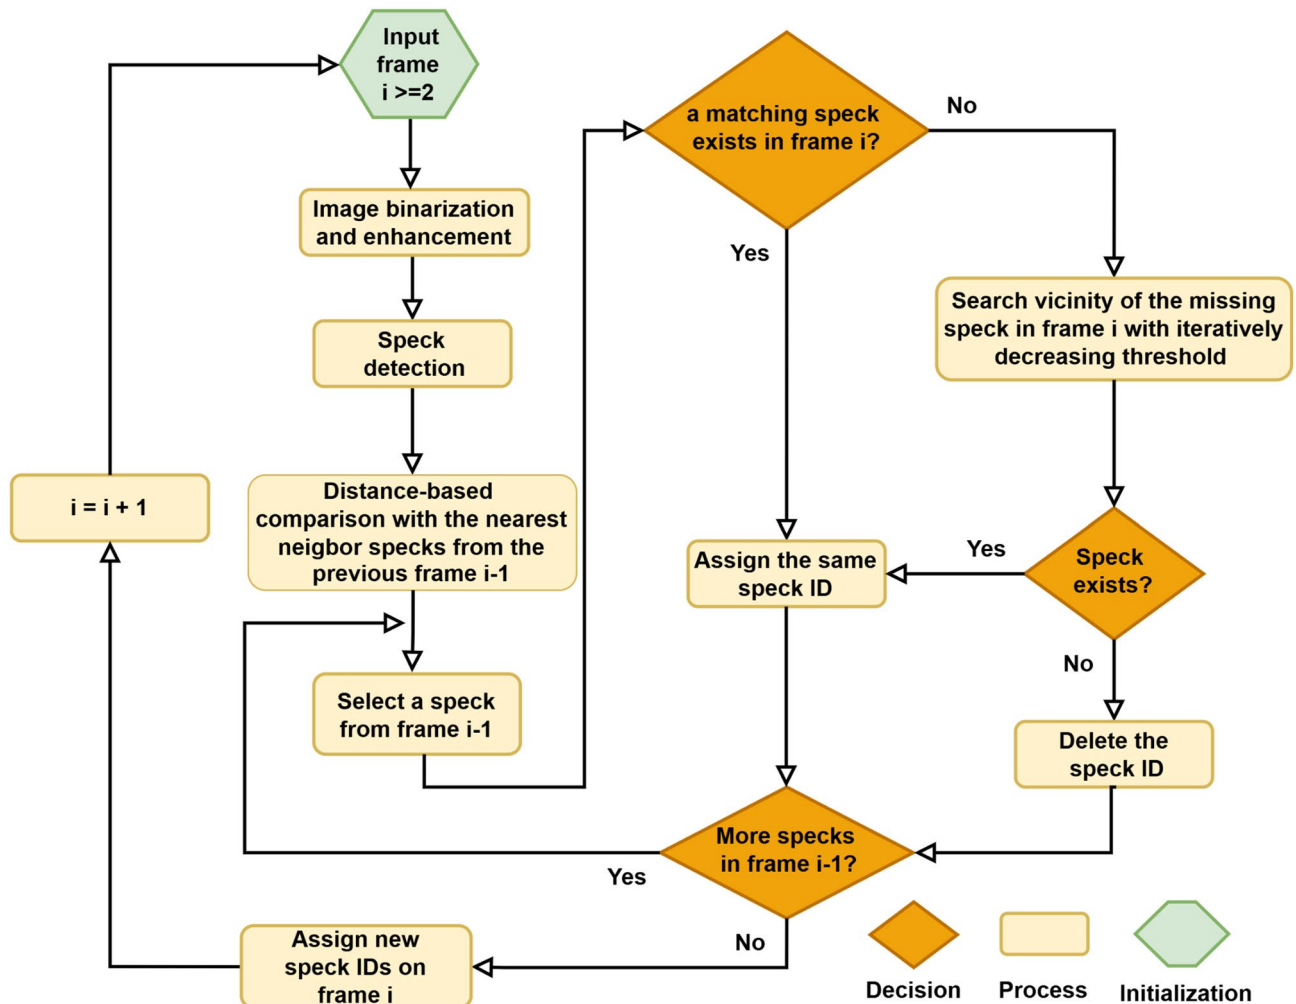 Input
frame
i >=2
Image binarization
and enhancement
Speck
detection
Distance-based
comparison with the nearest
neigbor specks from the
previous frame i-1
Select a speck
from frame i-1
a matching speck
exists in frame i?
No
Yes
Search vicinity of the missing
speck in frame i with iteratively
decreasing threshold
Speck
exists?
Yes
No
Assign the same
speck ID
Delete the
speck ID
More specks
in frame i-1?
Yes
No
Assign new
speck IDs on
frame i
i = i + 1
Decision
Process
Initialization